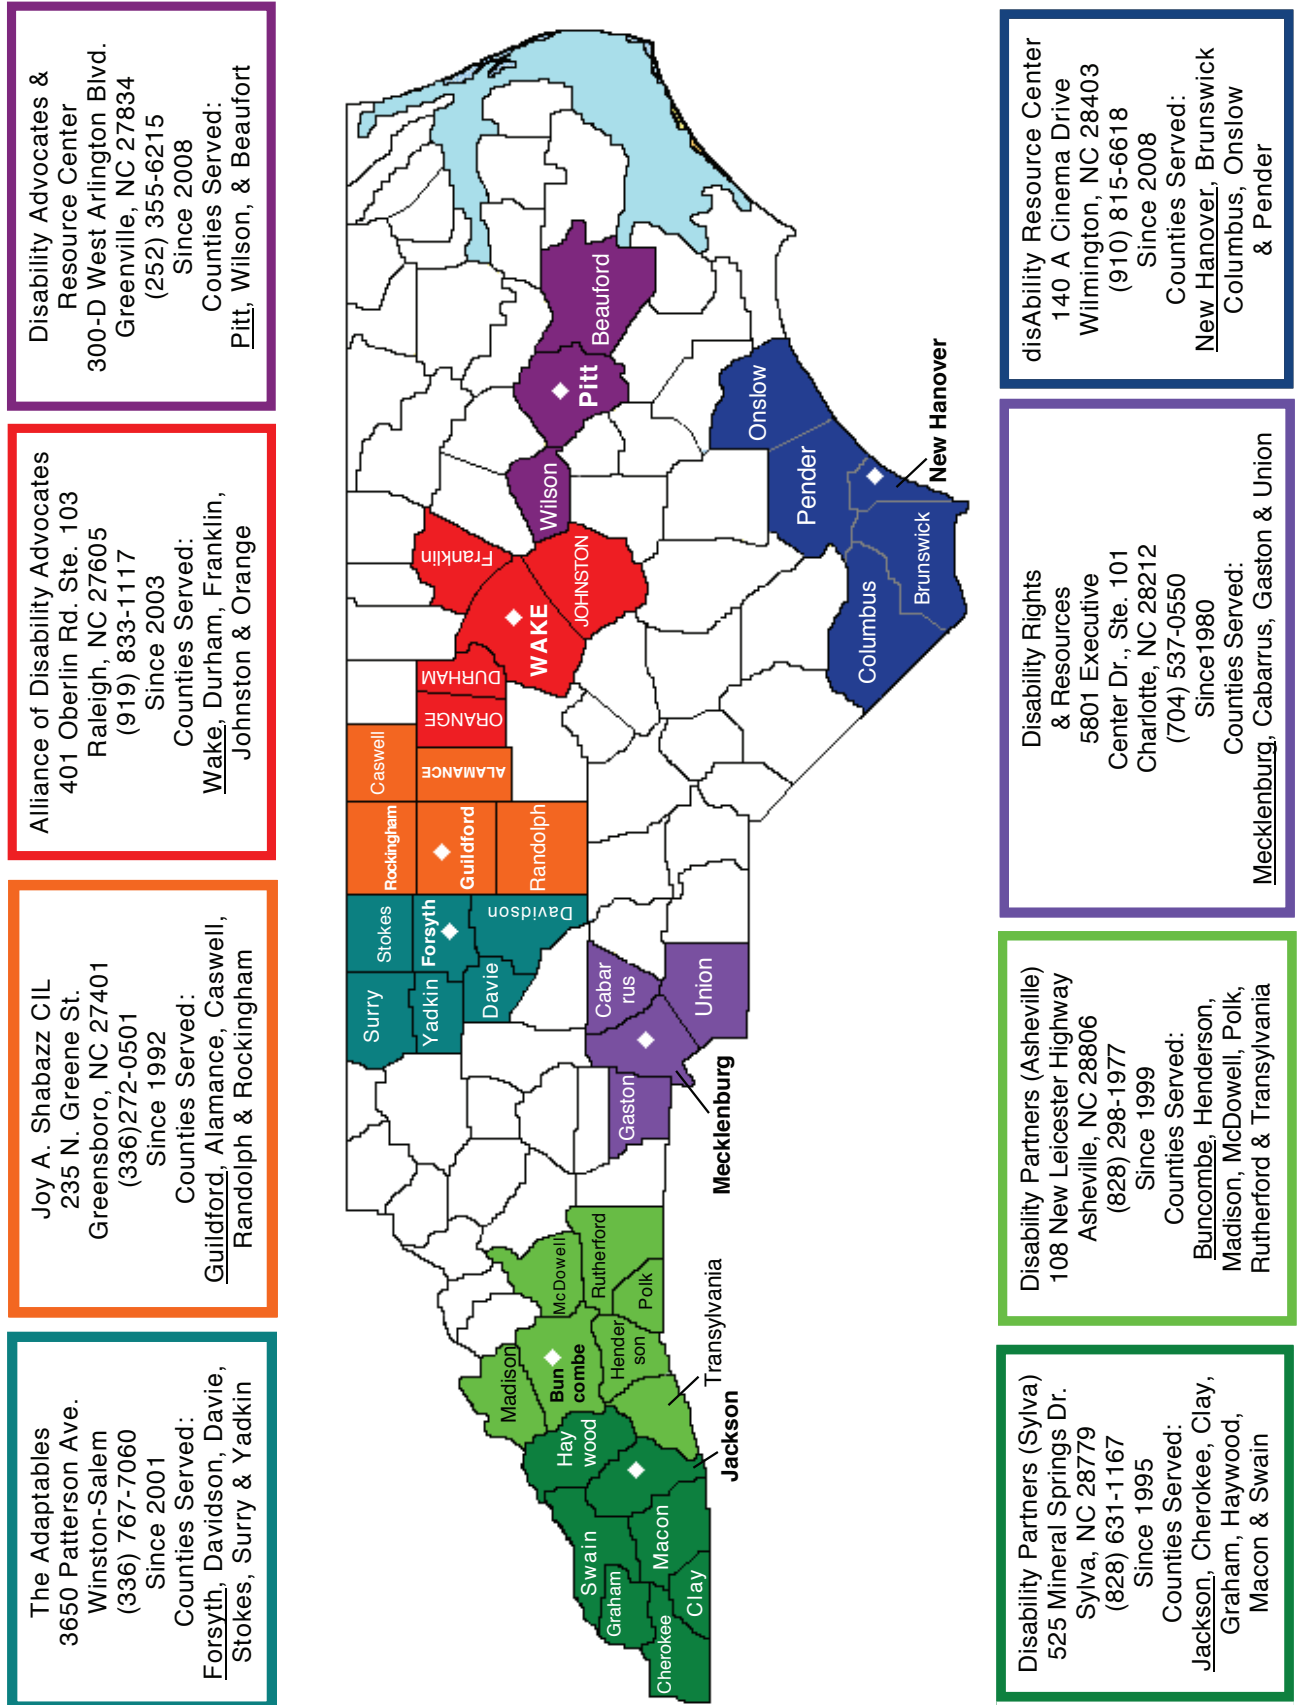 The Adaptables
3650 Patterson Ave.
Winston-Salem
(336) 767-7060
Since 2001
Counties Served:
Forsyth, Davidson, Davie,
Stokes, Surry & Yadkin
Joy A. Shabazz CIL
235 N. Greene St.
Greensboro, NC 27401
(336)272-0501
Since 1992
Counties Served:
Guildford, Alamance, Caswell,
Randolph & Rockingham
Alliance of Disability Advocates
401 Oberlin Rd. Ste. 103
Raleigh, NC 27605
(919) 833-1117
Since 2003
Counties Served:
Wake, Durham, Franklin,
Johnston & Orange
Disability Advocates &
Resource Center
300-D West Arlington Blvd.
Greenville, NC 27834
(252) 355-6215
Since 2008
Counties Served:
Pitt, Wilson, & Beaufort
Surry
Stokes
Rockingham
Caswell
Yadkin
Forsyth
Guildford
ALAMANCE
ORANGE
DURHAM
Franklin
Davie
Davidson
Randolph
WAKE
Wilson
JOHNSTON
Pitt
Beauford
Madison
McDowell
Bun
combe
Hay
wood
Rutherford
Hender
son
Polk
Swain
Graham
Macon
Cherokee
Clay
Transylvania
Jackson
Gaston
Cabar
rus
Union
Mecklenburg
Onslow
Pender
Columbus
Brunswick
New Hanover
Disability Partners (Sylva)
525 Mineral Springs Dr.
Sylva, NC 28779
(828) 631-1167
Since 1995
Counties Served:
Jackson, Cherokee, Clay,
Graham, Haywood,
Macon & Swain
Disability Partners (Asheville)
108 New Leicester Highway
Asheville, NC 28806
(828) 298-1977
Since 1999
Counties Served:
Buncombe, Henderson,
Madison, McDowell, Polk,
Rutherford & Transylvania
Disability Rights
& Resources
5801 Executive
Center Dr., Ste. 101
Charlotte, NC 28212
(704) 537-0550
Since1980
Counties Served:
Mecklenburg, Cabarrus, Gaston & Union
disAbility Resource Center
140 A Cinema Drive
Wilmington, NC 28403
(910) 815-6618
Since 2008
Counties Served:
New Hanover, Brunswick
Columbus, Onslow
& Pender